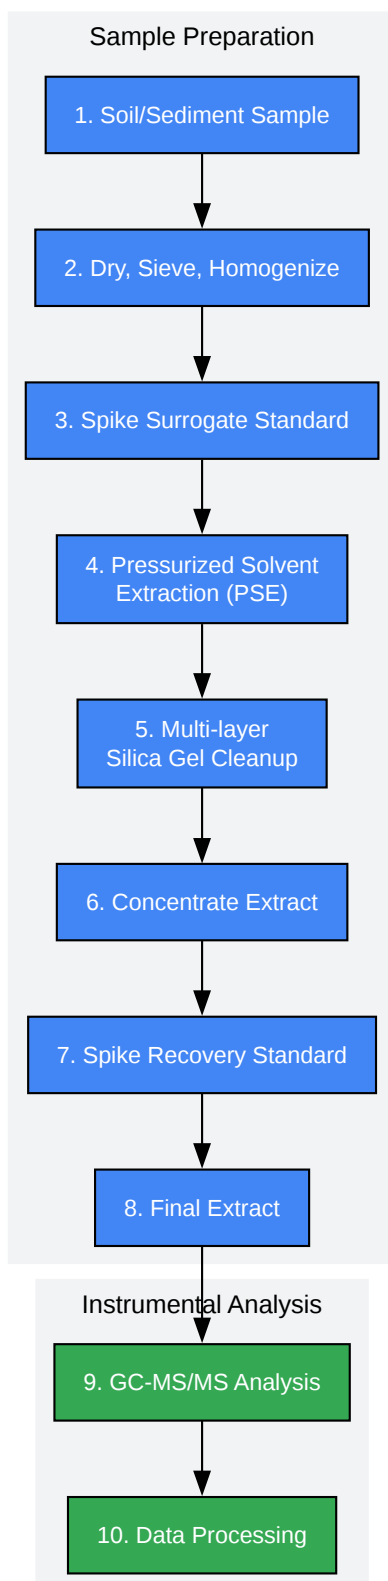 Sample Preparation
1. Soil/Sediment Sample
2. Dry, Sieve, Homogenize
3. Spike Surrogate Standard
4. Pressurized Solvent
Extraction (PSE)
5. Multi-layer
Silica Gel Cleanup
6. Concentrate Extract
7. Spike Recovery Standard
8. Final Extract
Instrumental Analysis
9. GC-MS/MS Analysis
10. Data Processing